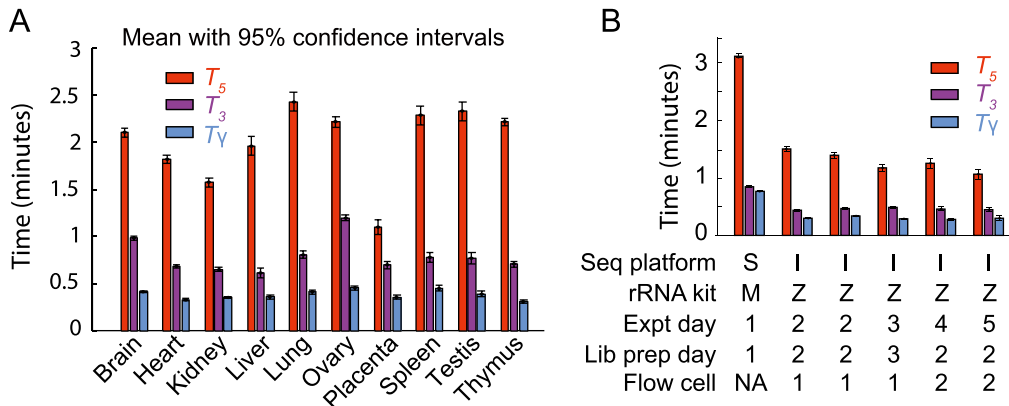 A
Mean with 95% confidence intervals
Time (minutes)
3
2.5
2
1.5
1
0.5
0
T5
T3
Tγ
Brain
Heart
Kidney
Liver
Lung
Ovary
Placenta
Spleen
Testis
Thymus
B
Time (minutes)
3
2
1
0
T5
T3
Tγ
Seq platform S I I I I I
rRNA kit M Z Z Z Z Z
Expt day 1 2 2 3 4 5
Lib prep day 1 2 2 3 2 2
Flow cell NA 1 1 1 2 2